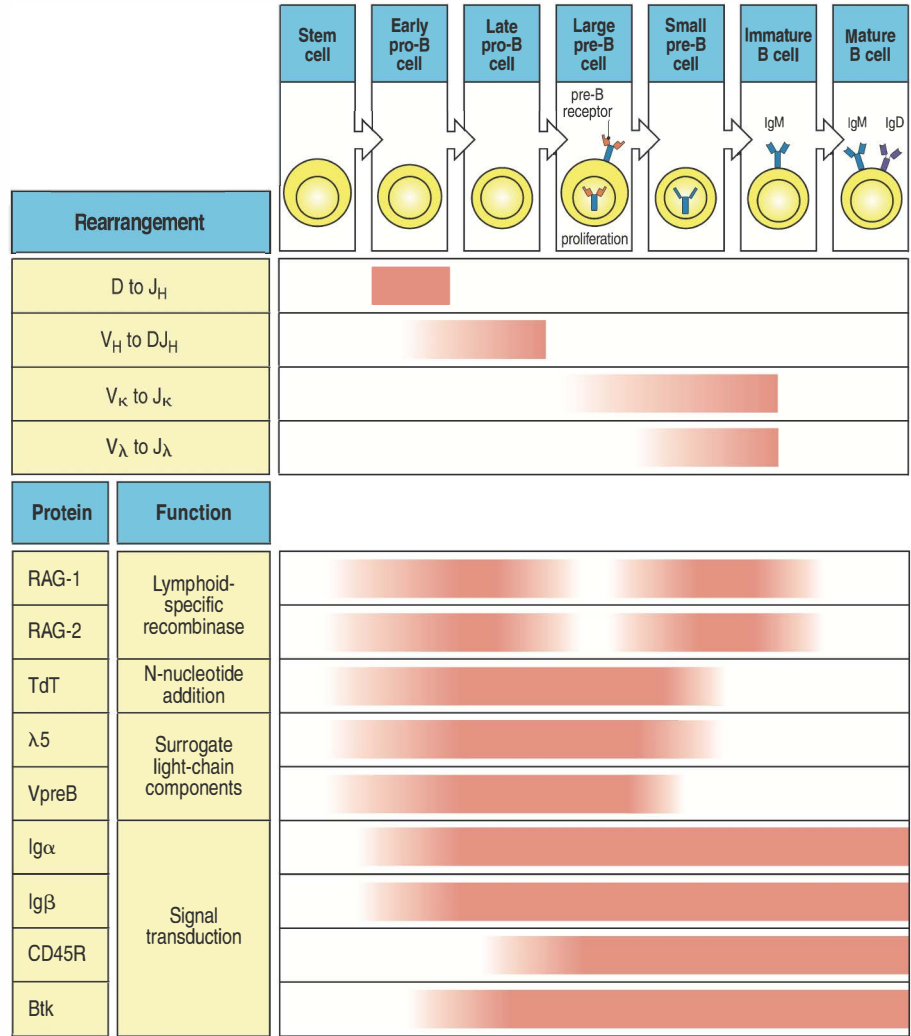 Stem
cell
Early
pro-B
cell
Late
pro-B
cell
Large
pre-B
cell
Small
pre-B
cell
Immature
B cell
Mature
B cell
pre-B
receptor
IgM
IgM
IgD
proliferation
Rearrangement
D to JH
VH to DJH
Vκ to Jκ
Vλ to Jλ
Protein
Function
RAG-1
Lymphoid-
specific
recombinase
RAG-2
TdT
N-nucleotide
addition
λ5
Surrogate
light-chain
components
VpreB
Igα
Igβ
Signal
transduction
CD45R
Btk